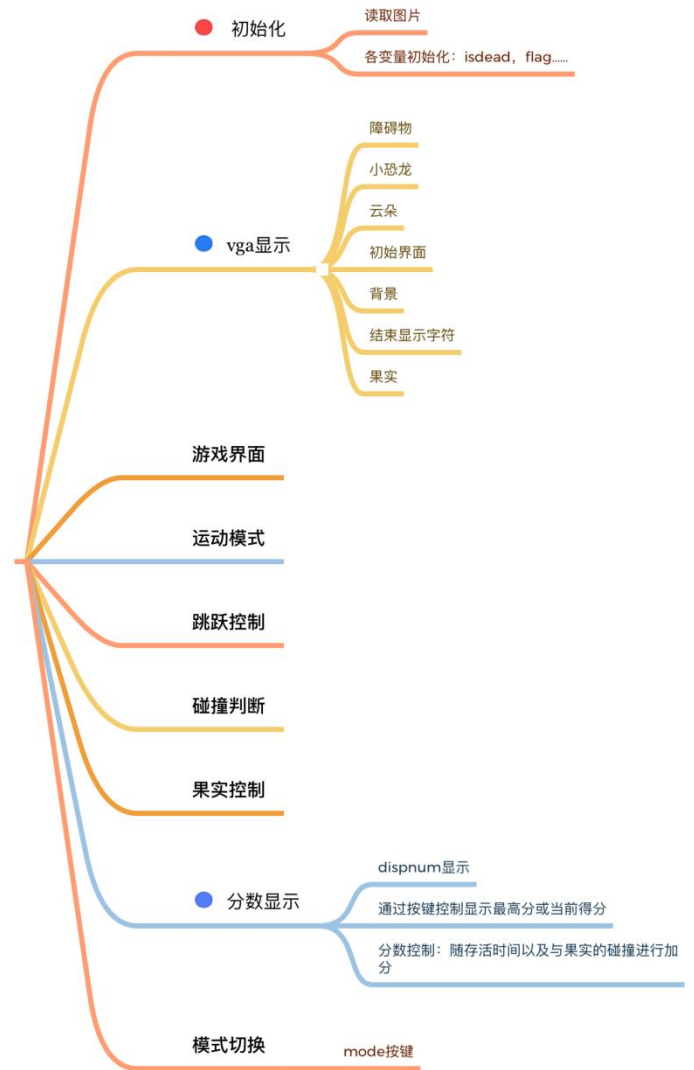 初始化
读取图片
各变量初始化：isdead，flag……
vga显示
障碍物
小恐龙
云朵
初始界面
背景
结束显示字符
果实
游戏界面
运动模式
跳跃控制
碰撞判断
果实控制
分数显示
dispnum显示
通过按键控制显示最高分或当前得分
分数控制：随存活时间以及与果实的碰撞进行加
分
模式切换
mode按键